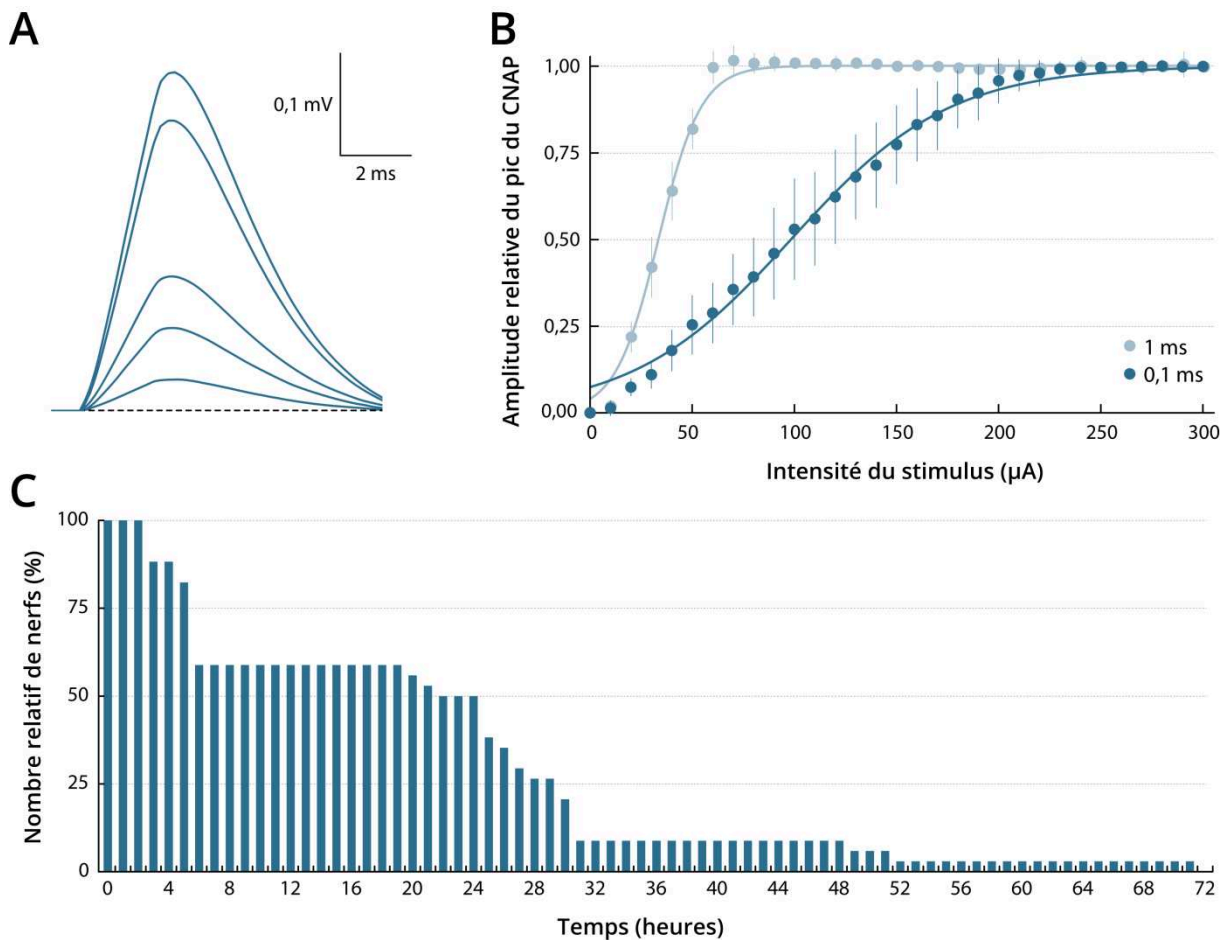 A
0,1 mV
2 ms
B
Amplitude relative du pic du CNAP
1,00
0,75
0,50
0,25
0,00
1 ms
0,1 ms
0 50 100 150 200 250 300
Intensité du stimulus (µA)
C
Nombre relatif de nerfs (%)
100
75
50
25
0
0 4 8 12 16 20 24 28 32 36 40 44 48 52 56 60 64 68 72
Temps (heures)